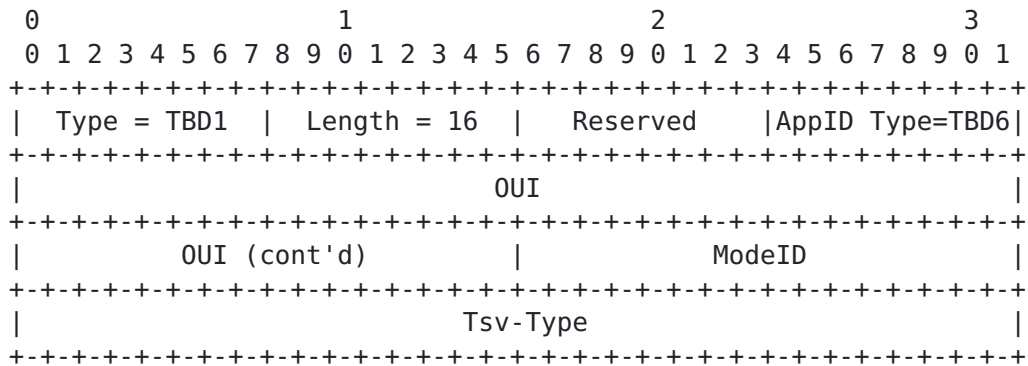 0                   1                   2                   3
 0 1 2 3 4 5 6 7 8 9 0 1 2 3 4 5 6 7 8 9 0 1 2 3 4 5 6 7 8 9 0 1
+-+-+-+-+-+-+-+-+-+-+-+-+-+-+-+-+-+-+-+-+-+-+-+-+-+-+-+-+-+-+-+-+
|  Type = TBD1  |  Length = 16  |   Reserved    |AppID Type=TBD6|
+-+-+-+-+-+-+-+-+-+-+-+-+-+-+-+-+-+-+-+-+-+-+-+-+-+-+-+-+-+-+-+-+
|                              OUI                              |
+-+-+-+-+-+-+-+-+-+-+-+-+-+-+-+-+-+-+-+-+-+-+-+-+-+-+-+-+-+-+-+-+
|          OUI (cont'd)         |            ModeID             |
+-+-+-+-+-+-+-+-+-+-+-+-+-+-+-+-+-+-+-+-+-+-+-+-+-+-+-+-+-+-+-+-+
|                            Tsv-Type                           |
+-+-+-+-+-+-+-+-+-+-+-+-+-+-+-+-+-+-+-+-+-+-+-+-+-+-+-+-+-+-+-+-+